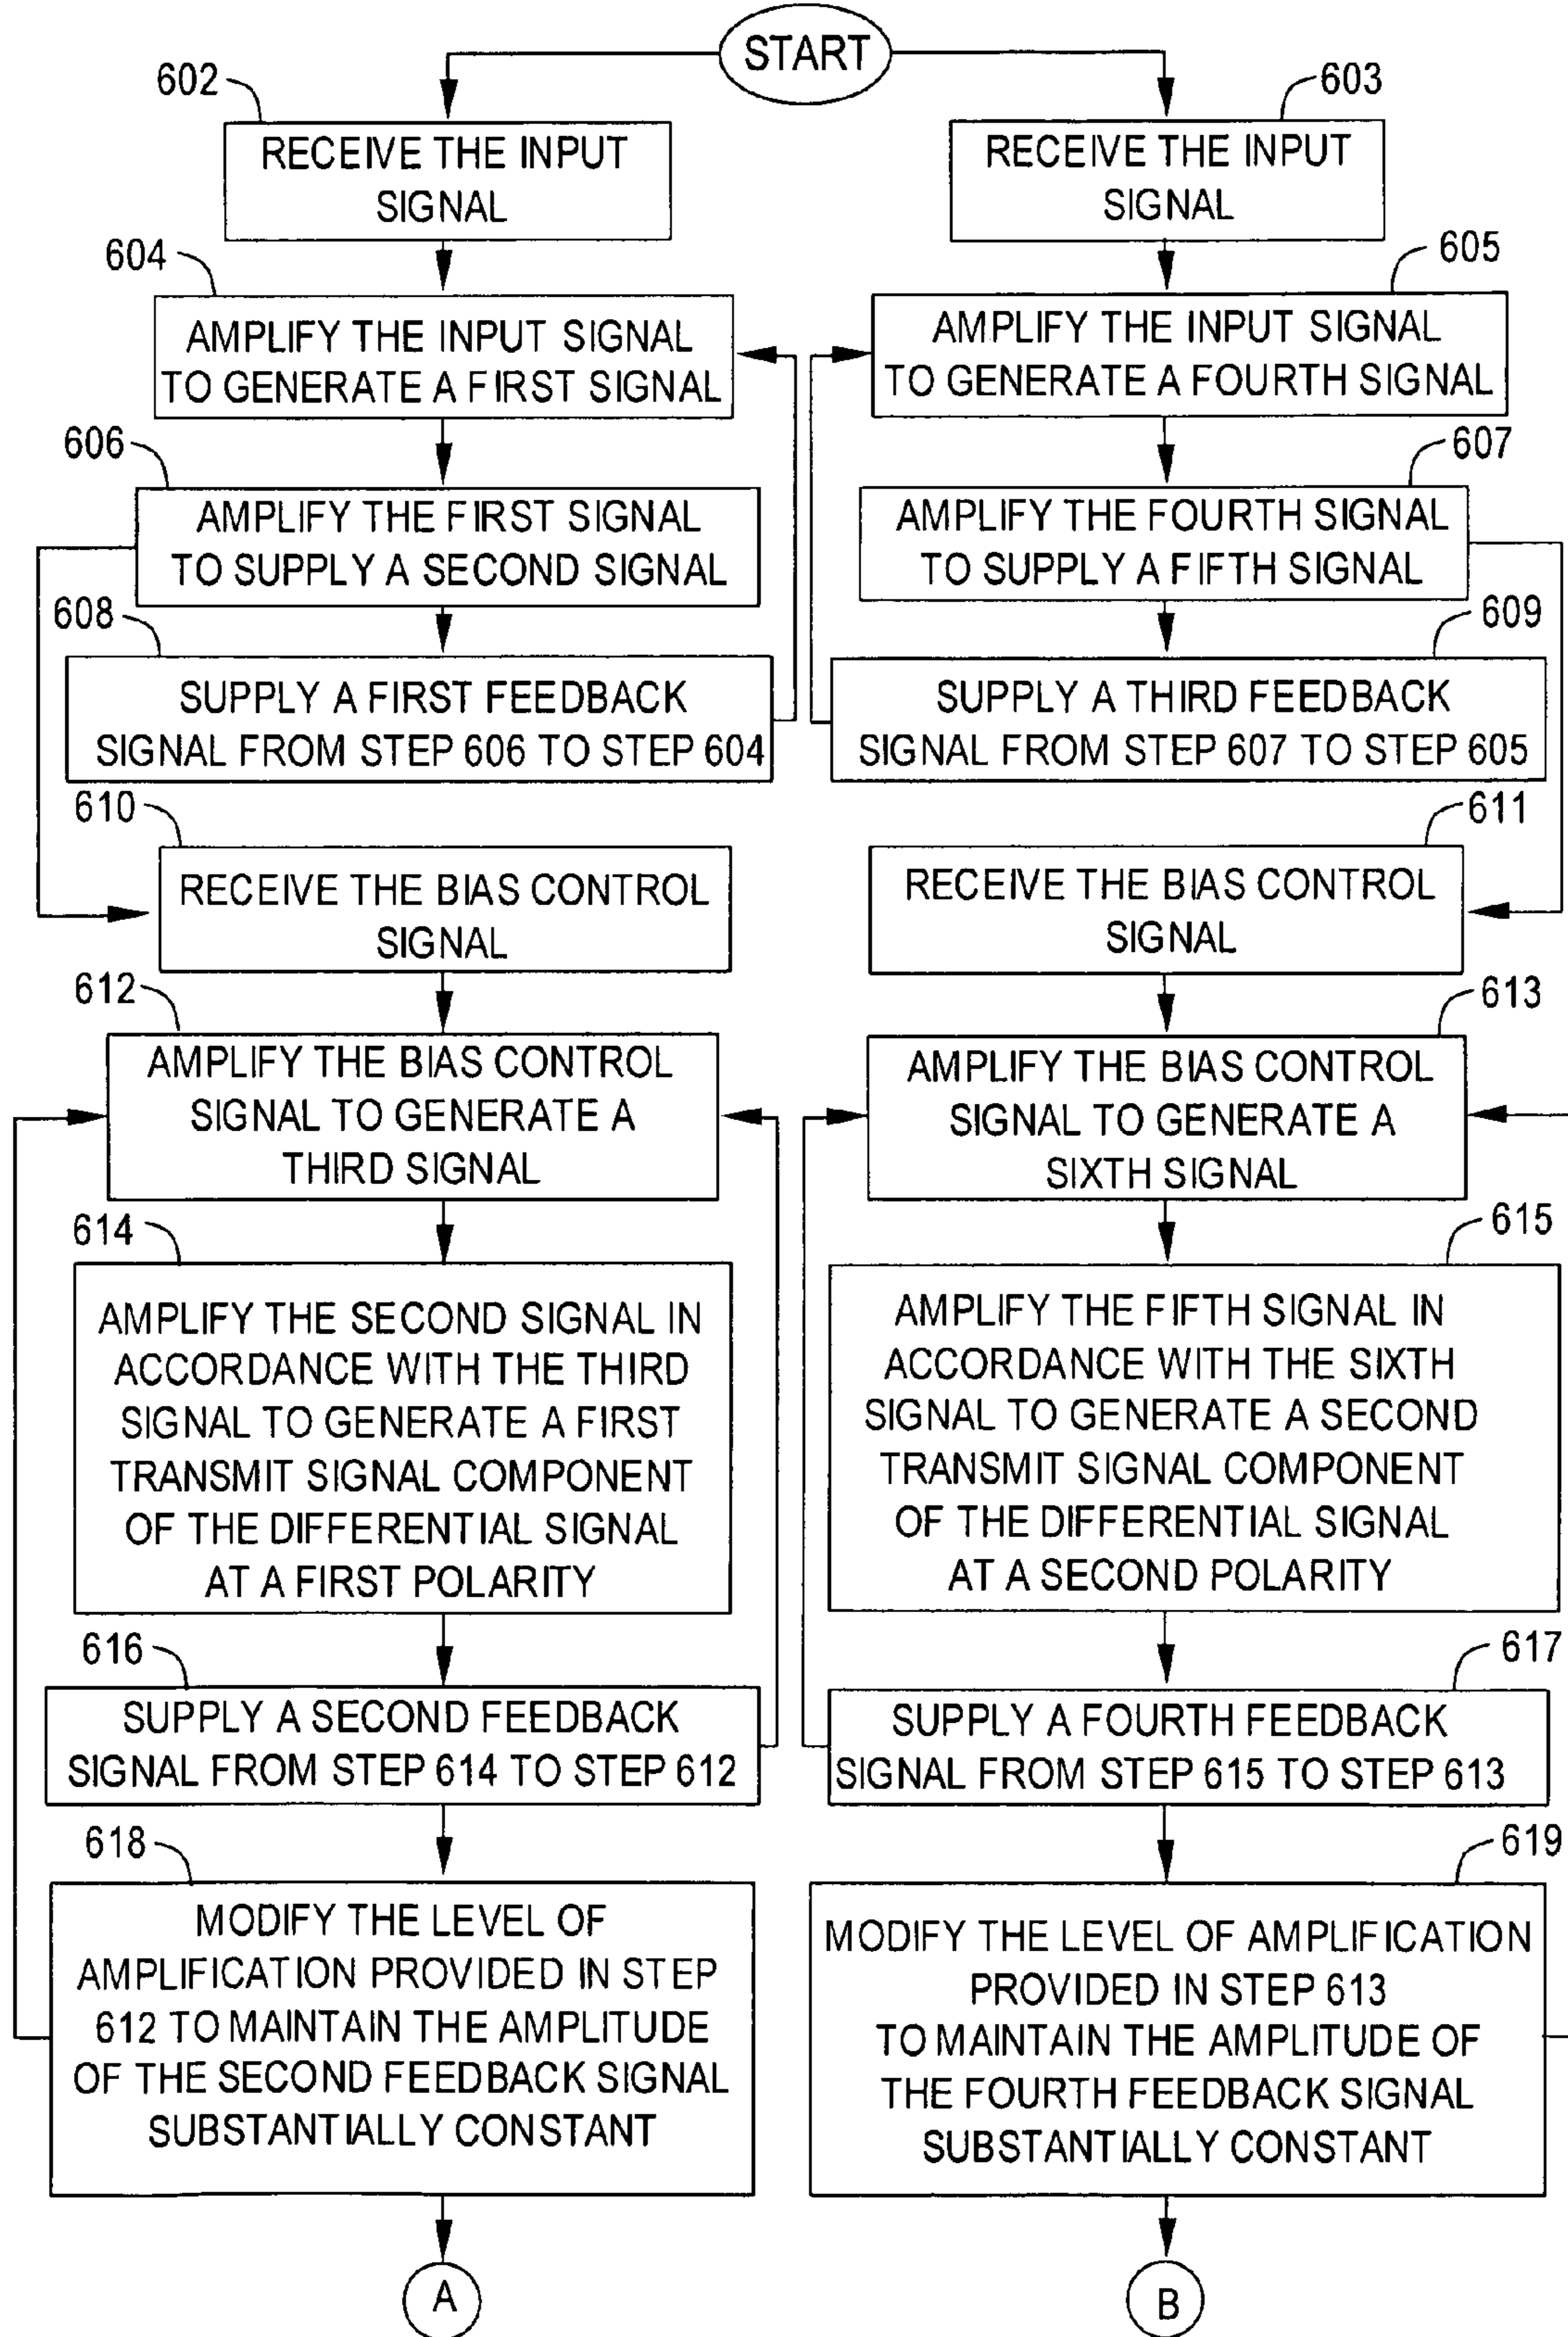 START
602
RECEIVE THE INPUT
SIGNAL
603
RECEIVE THE INPUT
SIGNAL
604
AMPLIFY THE INPUT SIGNAL
TO GENERATE A FIRST SIGNAL
605
AMPLIFY THE INPUT SIGNAL
TO GENERATE A FOURTH SIGNAL
606
AMPLIFY THE FIRST SIGNAL
TO SUPPLY A SECOND SIGNAL
607
AMPLIFY THE FOURTH SIGNAL
TO SUPPLY A FIFTH SIGNAL
608
SUPPLY A FIRST FEEDBACK
SIGNAL FROM STEP 606 TO STEP 604
609
SUPPLY A THIRD FEEDBACK
SIGNAL FROM STEP 607 TO STEP 605
610
RECEIVE THE BIAS CONTROL
SIGNAL
611
RECEIVE THE BIAS CONTROL
SIGNAL
612
AMPLIFY THE BIAS CONTROL
SIGNAL TO GENERATE A
THIRD SIGNAL
613
AMPLIFY THE BIAS CONTROL
SIGNAL TO GENERATE A
SIXTH SIGNAL
614
AMPLIFY THE SECOND SIGNAL IN
ACCORDANCE WITH THE THIRD
SIGNAL TO GENERATE A FIRST
TRANSMIT SIGNAL COMPONENT
OF THE DIFFERENTIAL SIGNAL
AT A FIRST POLARITY
615
AMPLIFY THE FIFTH SIGNAL IN
ACCORDANCE WITH THE SIXTH
SIGNAL TO GENERATE A SECOND
TRANSMIT SIGNAL COMPONENT
OF THE DIFFERENTIAL SIGNAL
AT A SECOND POLARITY
616
SUPPLY A SECOND FEEDBACK
SIGNAL FROM STEP 614 TO STEP 612
617
SUPPLY A FOURTH FEEDBACK
SIGNAL FROM STEP 615 TO STEP 613
618
MODIFY THE LEVEL OF
AMPLIFICATION PROVIDED IN STEP
612 TO MAINTAIN THE AMPLITUDE
OF THE SECOND FEEDBACK SIGNAL
SUBSTANTIALLY CONSTANT
619
MODIFY THE LEVEL OF AMPLIFICATION
PROVIDED IN STEP 613
TO MAINTAIN THE AMPLITUDE OF
THE FOURTH FEEDBACK SIGNAL
SUBSTANTIALLY CONSTANT
A
B